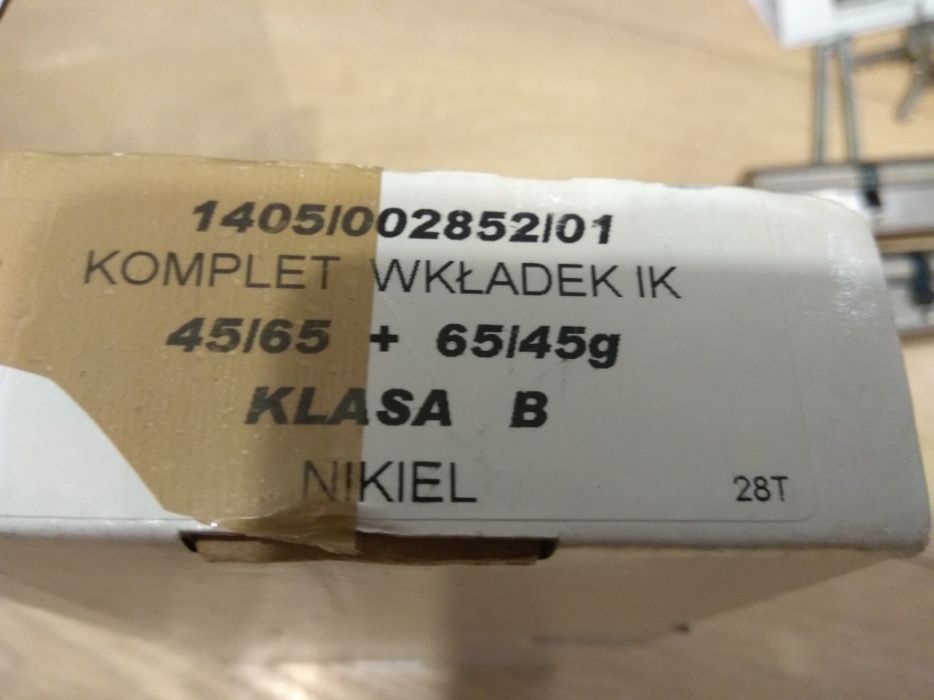 1405/002852/01
KOMPLET WKŁADEK IK
45/65 + 65/45g
KLASA B
NIKIEL
28T